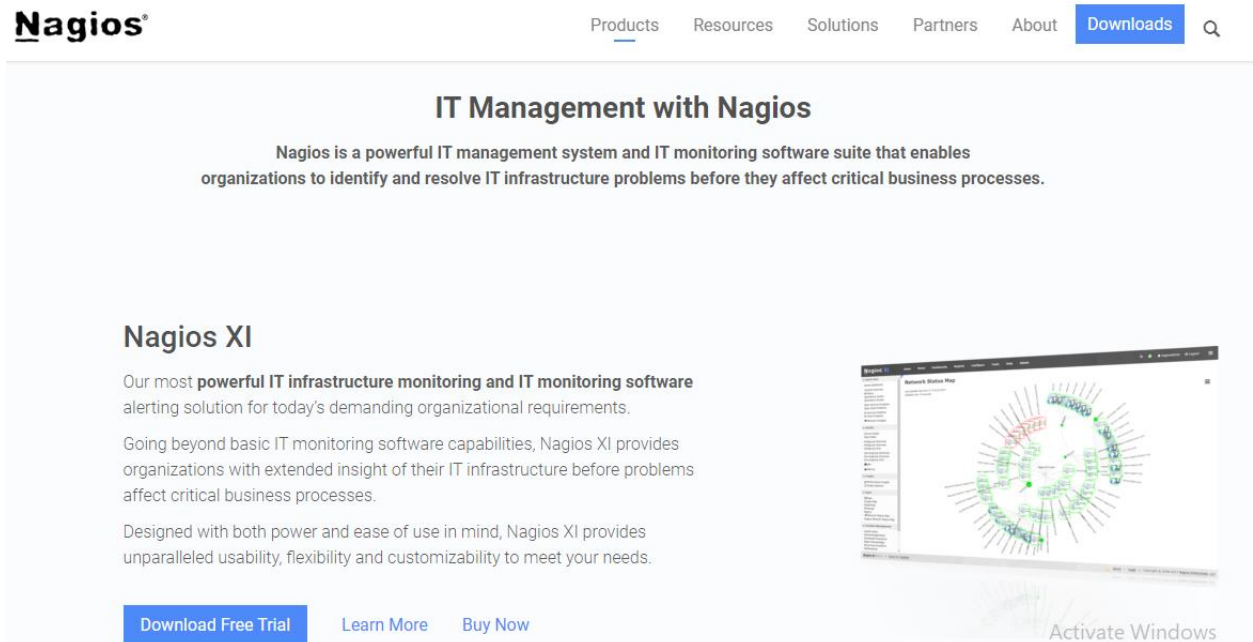 Nagios®
Products Resources Solutions Partners About Downloads
IT Management with Nagios
Nagios is a powerful IT management system and IT monitoring software suite that enables
organizations to identify and resolve IT infrastructure problems before they affect critical business processes.
Nagios XI
Our most powerful IT infrastructure monitoring and IT monitoring software
alerting solution for today's demanding organizational requirements.
Going beyond basic IT monitoring software capabilities, Nagios XI provides
organizations with extended insight of their IT infrastructure before problems
affect critical business processes.
Designed with both power and ease of use in mind, Nagios XI provides
unparalleled usability, flexibility and customizability to meet your needs.
Download Free Trial Learn More Buy Now
Nagios XI
Network Status Map
Activate Windows